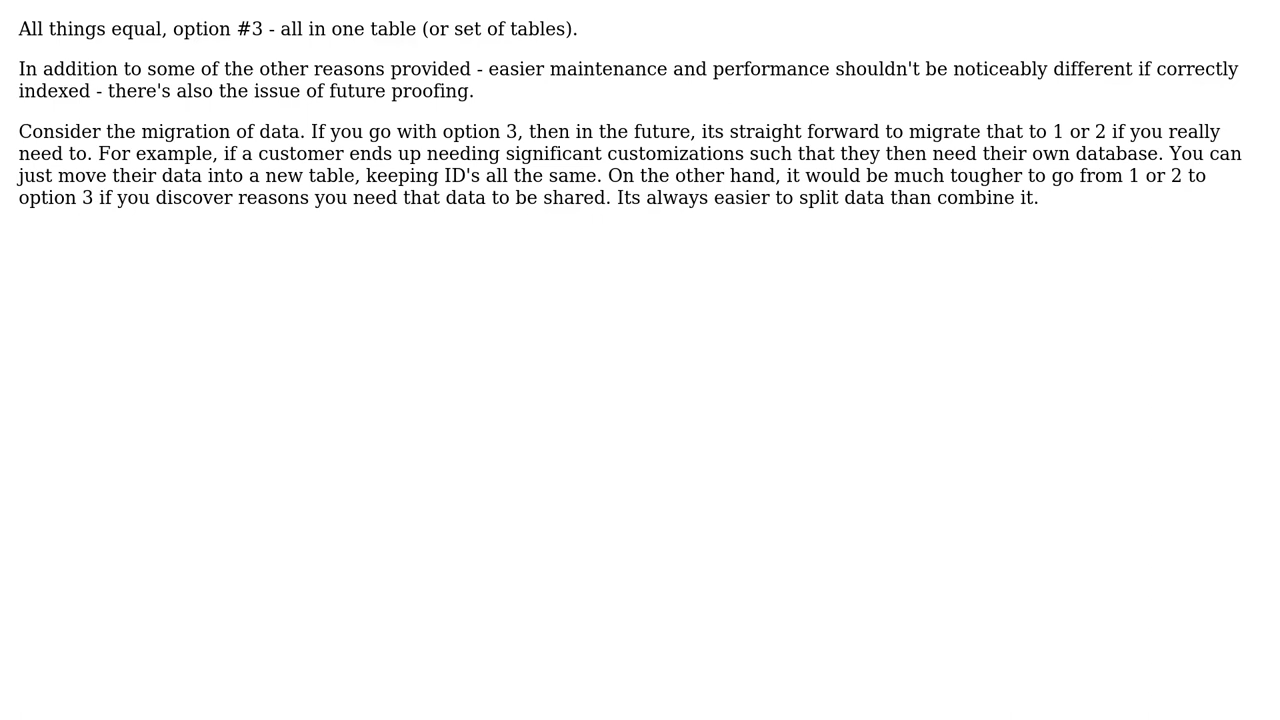 All things equal, option #3 - all in one table (or set of tables).
In addition to some of the other reasons provided - easier maintenance and performance shouldn't be noticeably different if correctly
indexed - there's also the issue of future proofing.
Consider the migration of data. If you go with option 3, then in the future, its straight forward to migrate that to 1 or 2 if you really
need to. For example, if a customer ends up needing significant customizations such that they then need their own database. You can
just move their data into a new table, keeping ID's all the same. On the other hand, it would be much tougher to go from 1 or 2 to
option 3 if you discover reasons you need that data to be shared. Its always easier to split data than combine it.